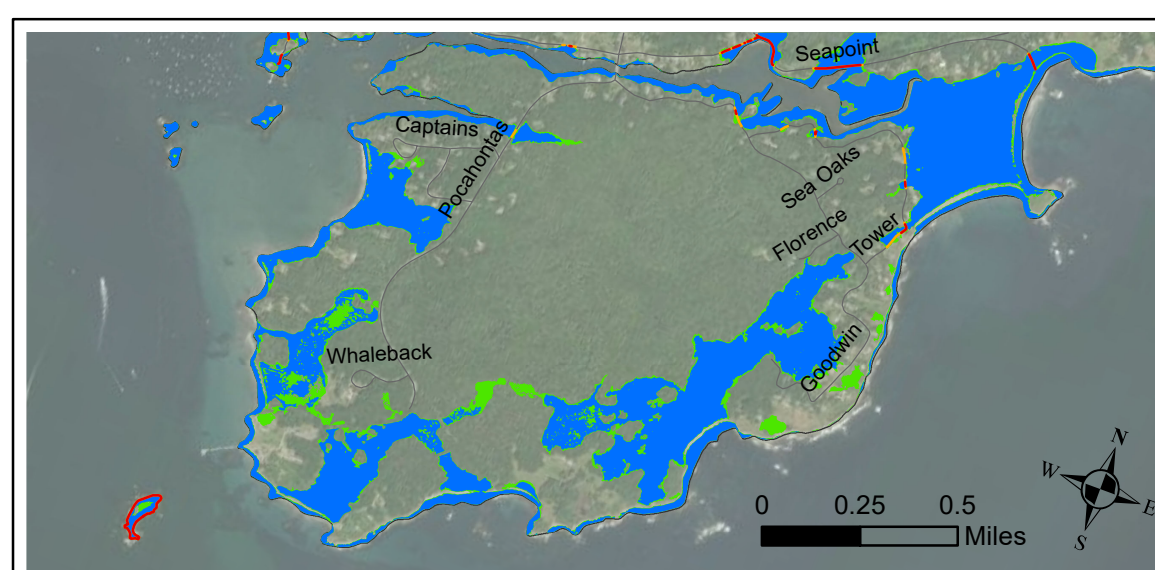 Seapoint
Captains
Pocahontas
Sea Oaks
Florence
Tower
Whaleback
Goodwin
N
W
E
S
0 0.25 0.5
Miles